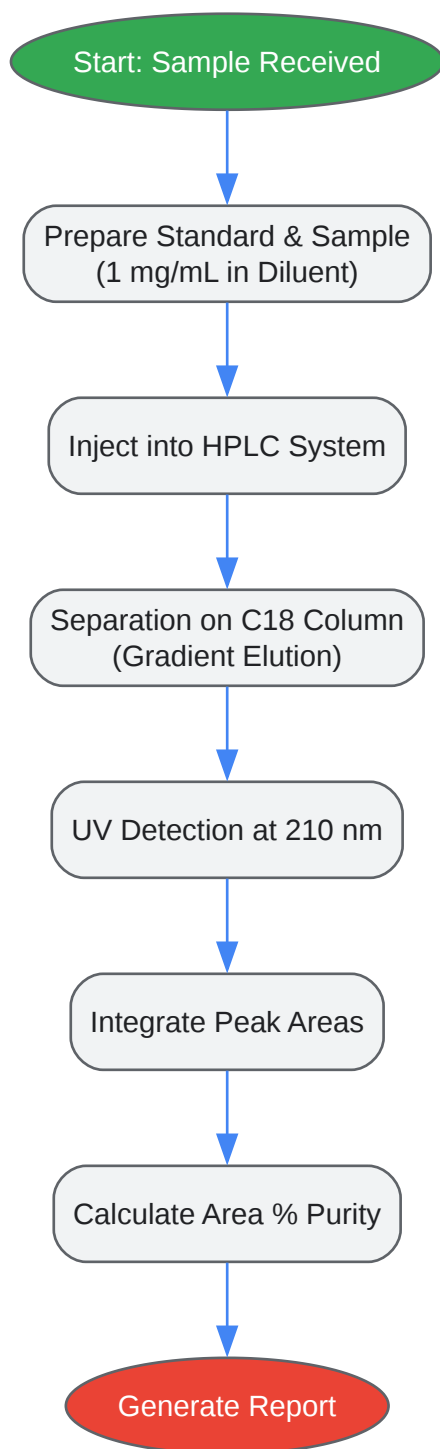 Start: Sample Received
Prepare Standard & Sample
(1 mg/mL in Diluent)
Inject into HPLC System
Separation on C18 Column
(Gradient Elution)
UV Detection at 210 nm
Integrate Peak Areas
Calculate Area % Purity
Generate Report